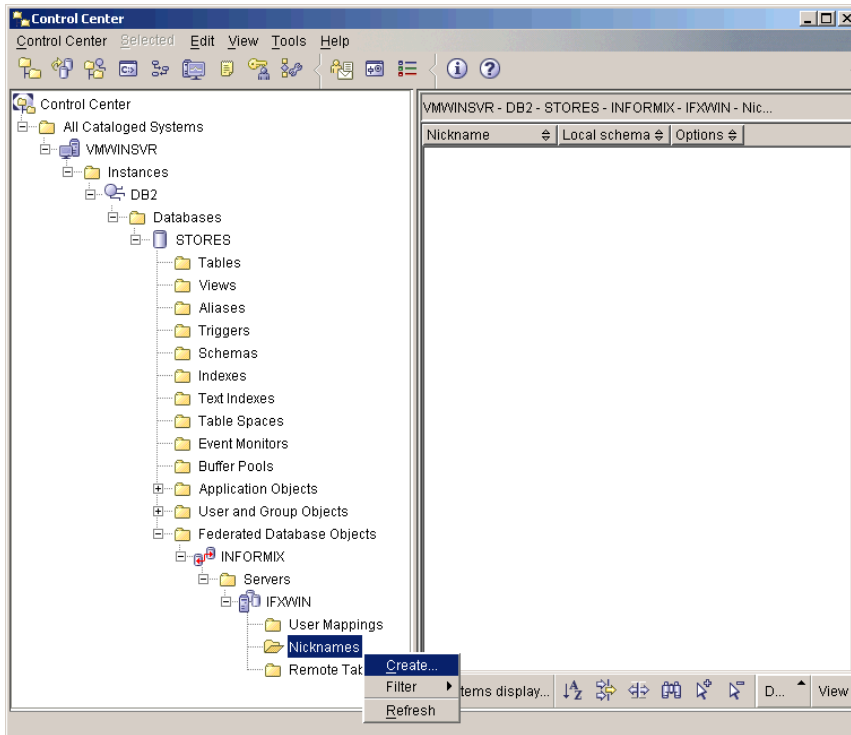 Control Center
Control Center Selected Edit View Tools Help
Control Center
All Cataloged Systems
VMWINSVR
Instances
DB2
Databases
STORES
Tables
Views
Aliases
Triggers
Schemas
Indexes
Text Indexes
Table Spaces
Event Monitors
Buffer Pools
Application Objects
User and Group Objects
Federated Database Objects
INFORMIX
Servers
IFXWIN
User Mappings
Nicknames
Remote Tab
VMWINSVR - DB2 - STORES - INFORMIX - IFXWIN - Nic...
Nickname Local schema Options
Create...
Filter
Refresh
tems display... D... View